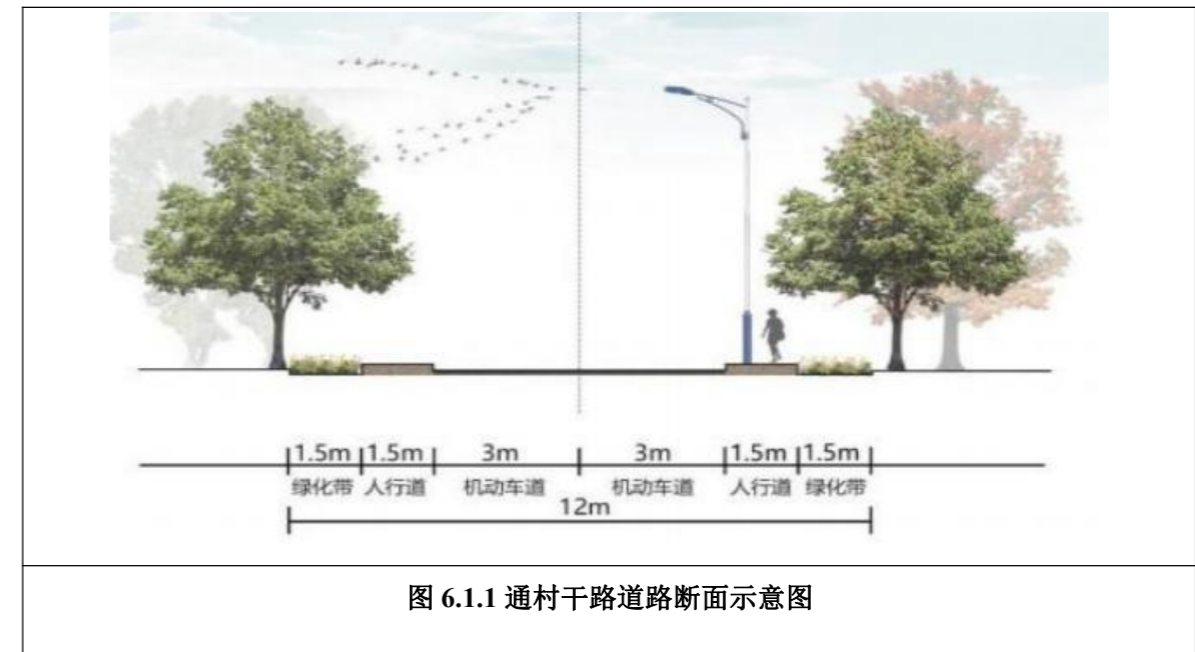 1.5m 1.5m 3m 3m 1.5m 1.5m
绿化带 人行道 机动车道 机动车道 人行道 绿化带
12m
图 6.1.1 通村干路道路断面示意图